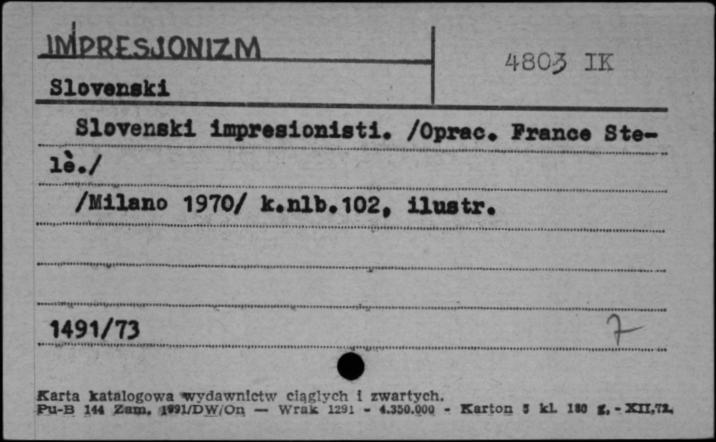 IMPRESJONIZM
4803 IK
Slovenski
Slovenski impresionisti. /Oprac. France Ste-
lè./
/Milano 1970/ k.nlb.102, ilustr.
1491/73
7
Karta katalogowa wydawnictw ciągłych i zwartych.
Pu-B 144 Zam. 1991/DW/On — Wrak 1291 - 4.350.000 - Karton 5 kl. 180 g. - XII.72.